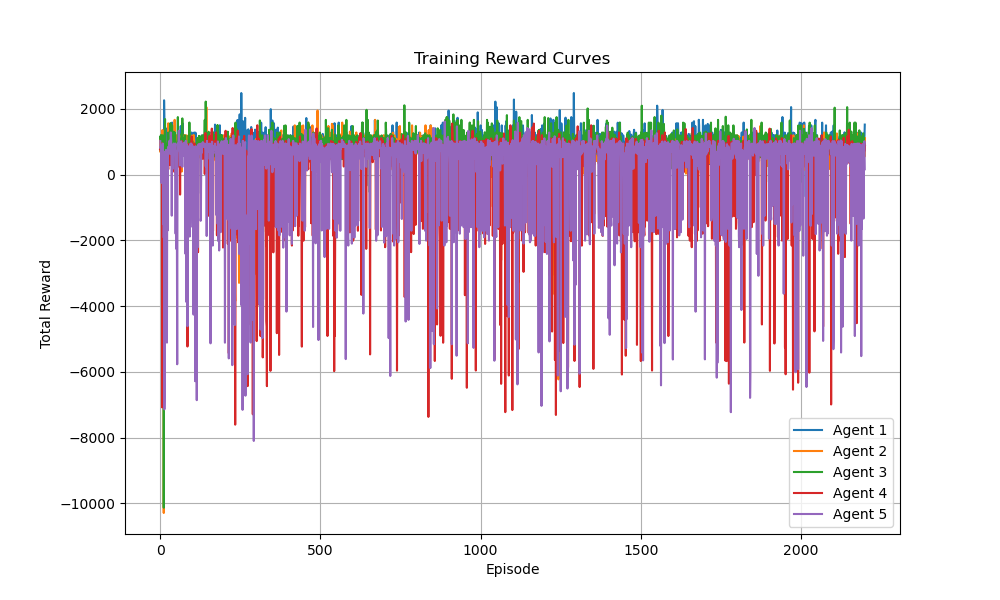 Training Reward Curves
Total Reward
2000
0
−2000
−4000
−6000
−8000
−10000
0 500 1000 1500 2000
Episode
Agent 1
Agent 2
Agent 3
Agent 4
Agent 5